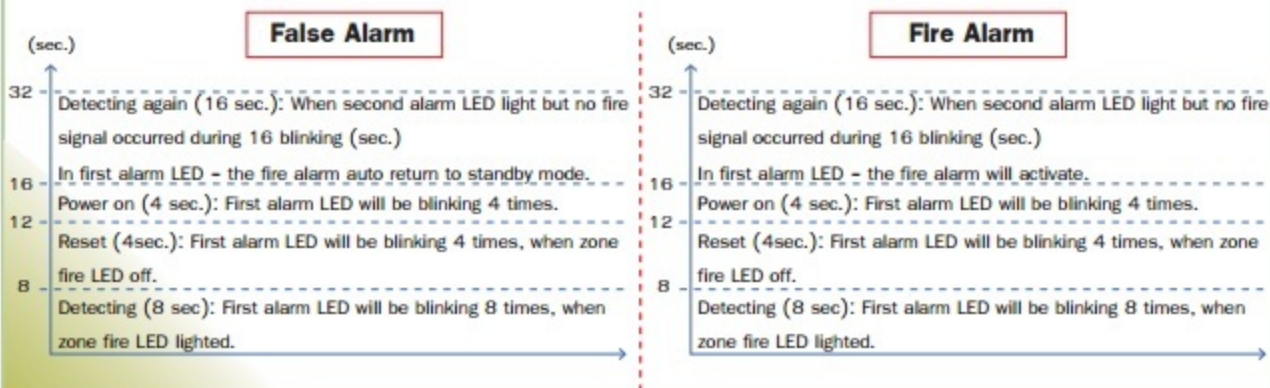 False Alarm
(sec.)
32
Detecting again (16 sec.): When second alarm LED light but no fire
signal occurred during 16 blinking (sec.)
In first alarm LED – the fire alarm auto return to standby mode.
16
Power on (4 sec.): First alarm LED will be blinking 4 times.
12
Reset (4sec.): First alarm LED will be blinking 4 times, when zone
fire LED off.
8
Detecting (8 sec): First alarm LED will be blinking 8 times, when
zone fire LED lighted.
Fire Alarm
(sec.)
32
Detecting again (16 sec.): When second alarm LED light but no fire
signal occurred during 16 blinking (sec.)
In first alarm LED – the fire alarm will activate.
16
Power on (4 sec.): First alarm LED will be blinking 4 times.
12
Reset (4sec.): First alarm LED will be blinking 4 times, when zone
fire LED off.
8
Detecting (8 sec): First alarm LED will be blinking 8 times, when
zone fire LED lighted.